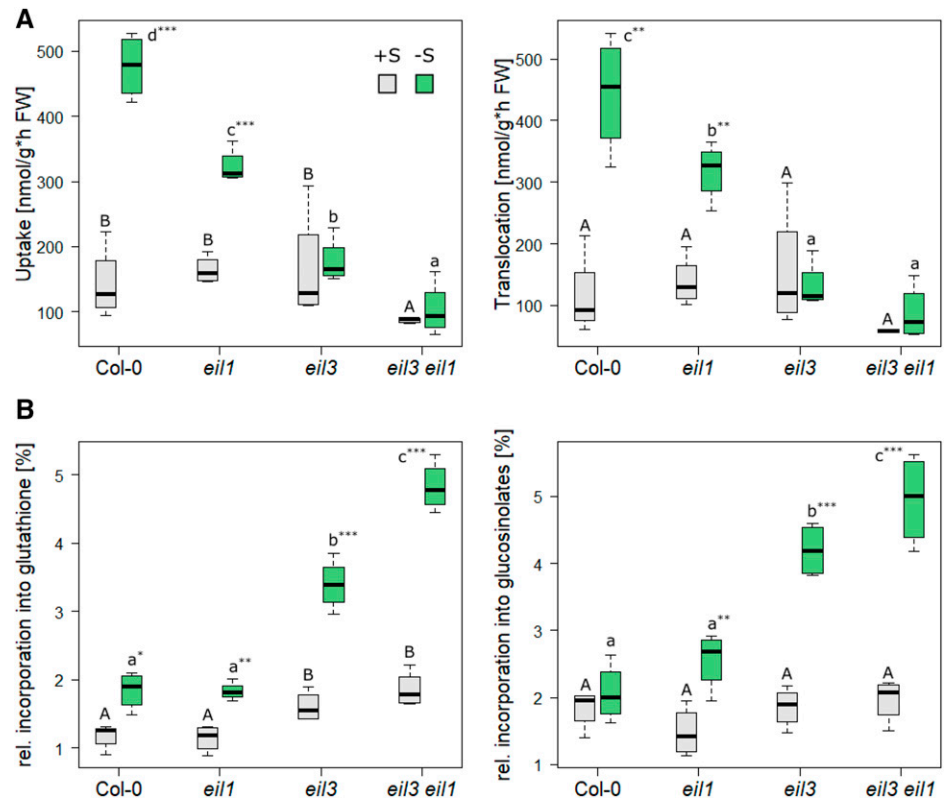 A
Uptake [nmol/g*h FW]
500
400
300
200
100
d***
+S -S
B
B
c***
B
b
A
a
Col-0 eil1 eil3 eil3 eil1
Translocation [nmol/g*h FW]
500
400
300
200
100
c**
A
A
b**
A
a
A
a
Col-0 eil1 eil3 eil3 eil1
B
rel. incorporation into glutathione [%]
5
4
3
2
1
A
a*
A
a**
B
b***
B
c***
Col-0 eil1 eil3 eil3 eil1
rel. incorporation into glucosinolates [%]
5
4
3
2
1
A
a
A
a**
A
b***
A
c***
Col-0 eil1 eil3 eil3 eil1